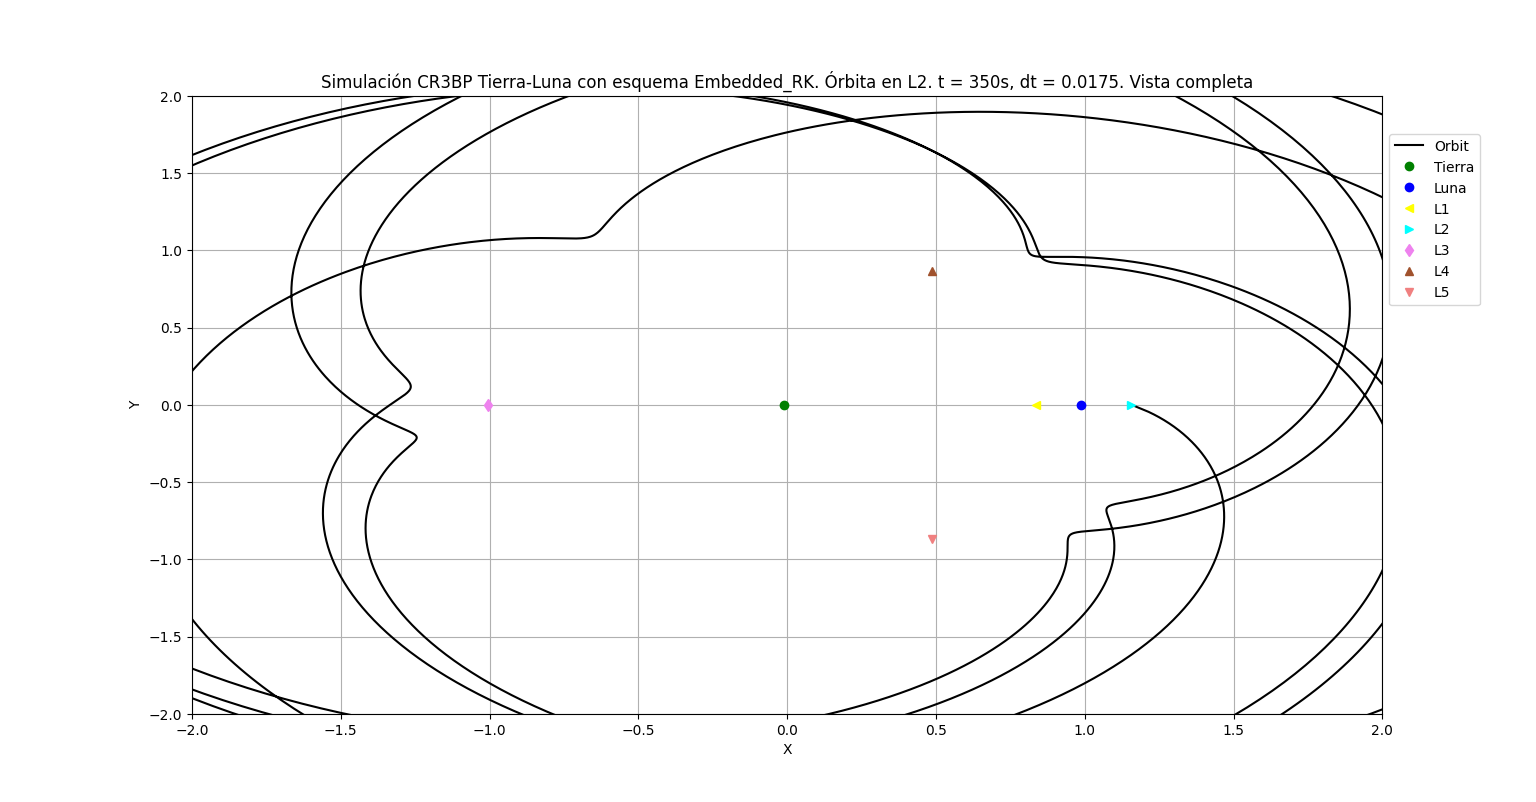 Simulación CR3BP Tierra-Luna con esquema Embedded_RK. Órbita en L2. t = 350s, dt = 0.0175. Vista completa
2.0
1.5
1.0
0.5
0.0
−0.5
−1.0
−1.5
−2.0
Y
−2.0 −1.5 −1.0 −0.5 0.0 0.5 1.0 1.5 2.0
X
Orbit
Tierra
Luna
L1
L2
L3
L4
L5